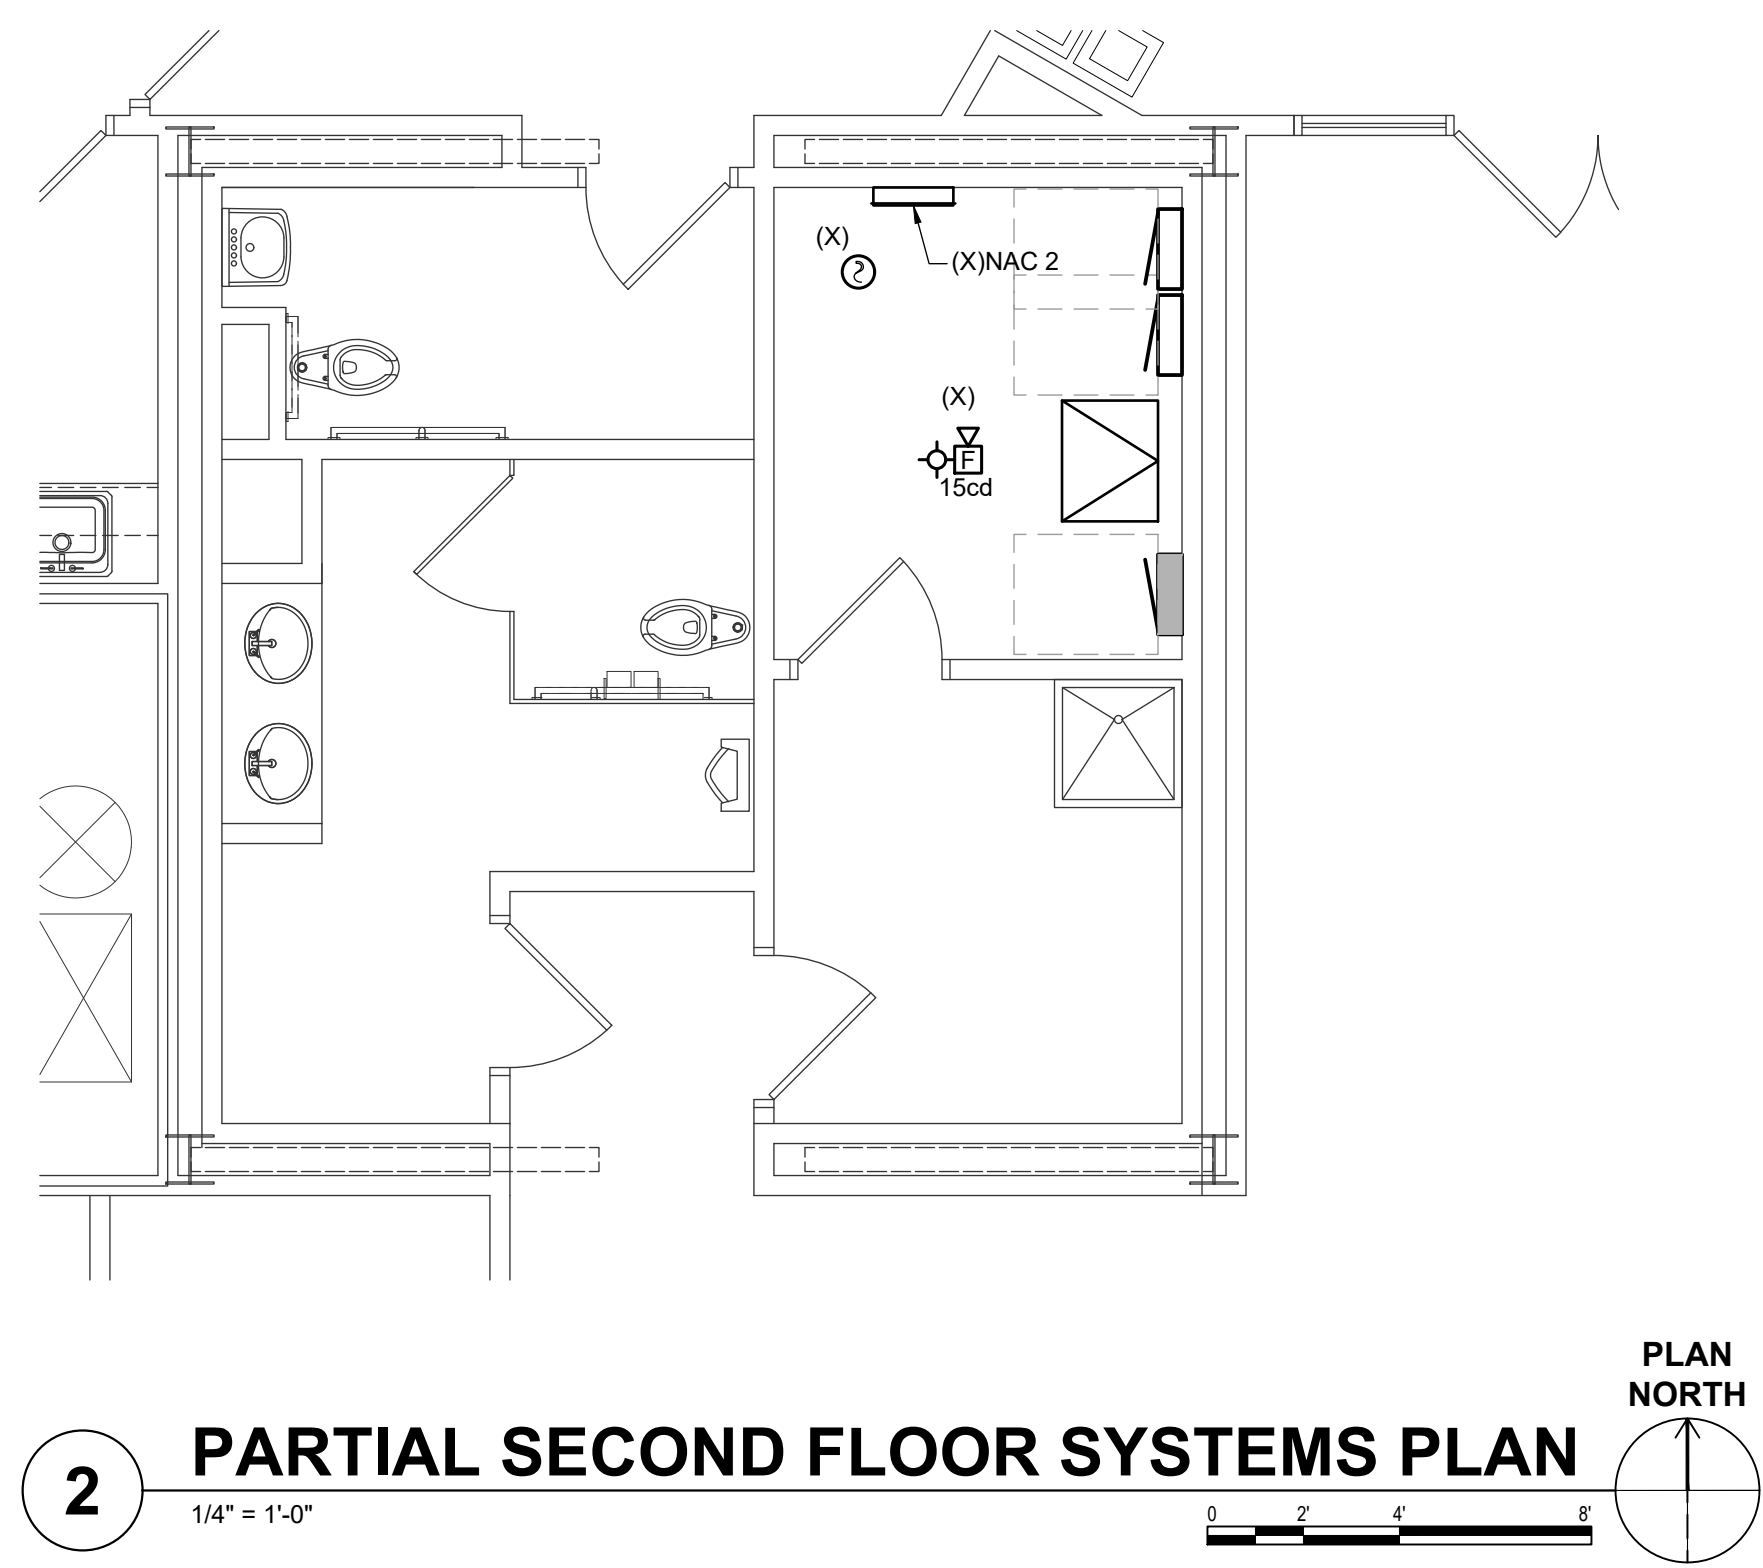 (X)
(X)NAC 2
(X)
F
15cd
PLAN
NORTH
2
PARTIAL SECOND FLOOR SYSTEMS PLAN
1/4" = 1'-0"
0 2' 4' 8'